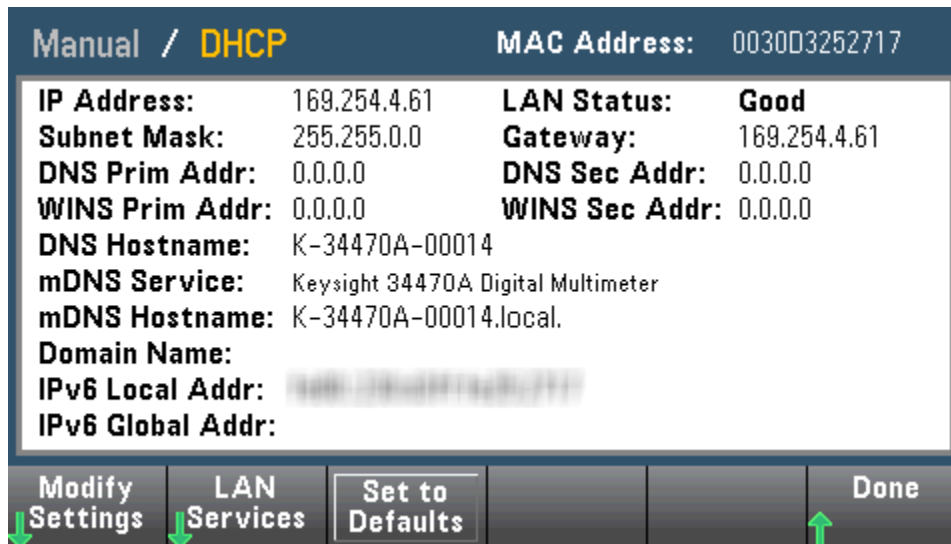 Manual / DHCP MAC Address: 0030D3252717
IP Address: 169.254.4.61 LAN Status: Good
Subnet Mask: 255.255.0.0 Gateway: 169.254.4.61
DNS Prim Addr: 0.0.0.0 DNS Sec Addr: 0.0.0.0
WINS Prim Addr: 0.0.0.0 WINS Sec Addr: 0.0.0.0
DNS Hostname: K-34470A-00014
mDNS Service: Keysight 34470A Digital Multimeter
mDNS Hostname: K-34470A-00014.local.
Domain Name:
IPv6 Local Addr:
IPv6 Global Addr:
Modify LAN Set to Done
Settings Services Defaults